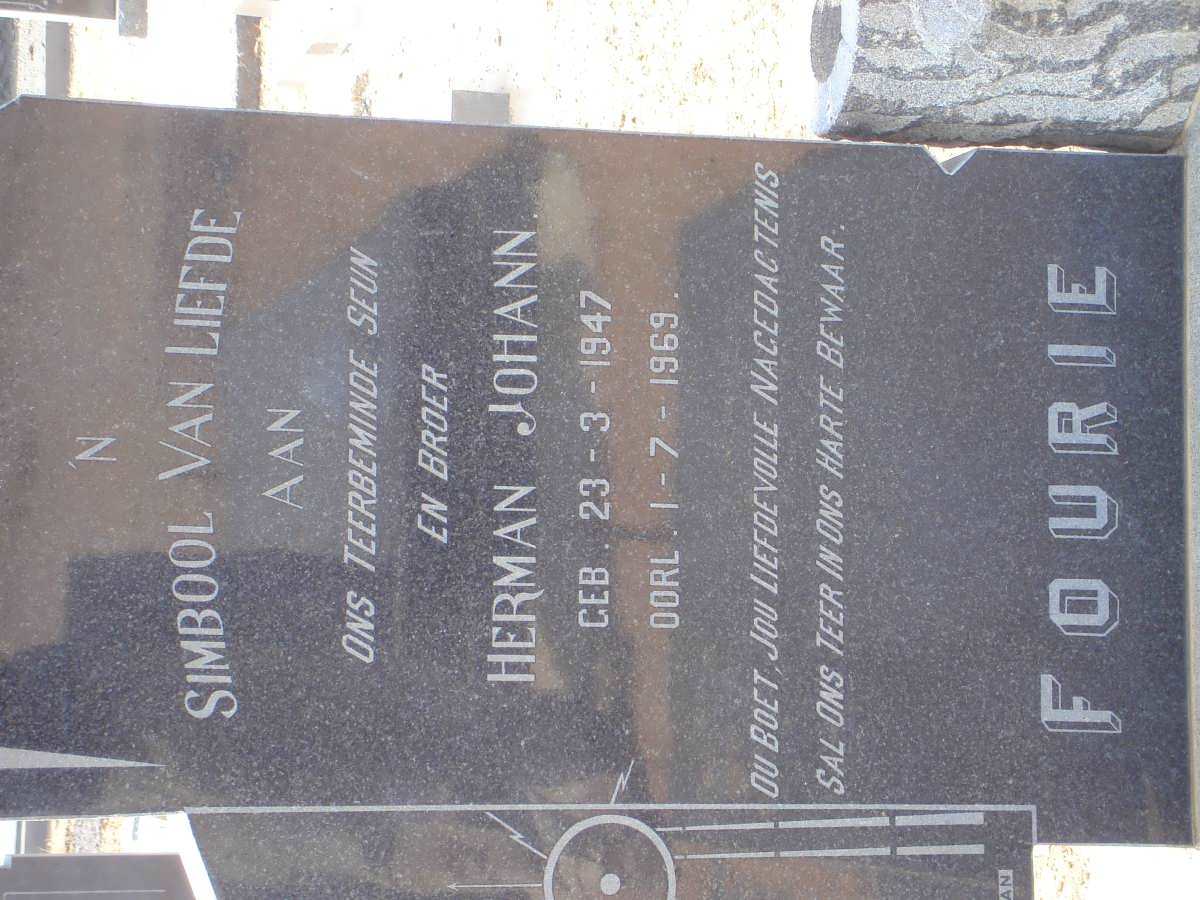 'N
SIMBOOL VAN LIEFDE
AAN
ONS TEERBEMINDE SEUN
EN BROER
HERMAN JOHANN.
GEB. 23-3-1947
OORL. 1-7-1969.
OU BOET, JOU LIEFDEVOLLE NAGEDACTENIS
SAL ONS TEER IN ONS HARTE BEWAAR.
FOURIE